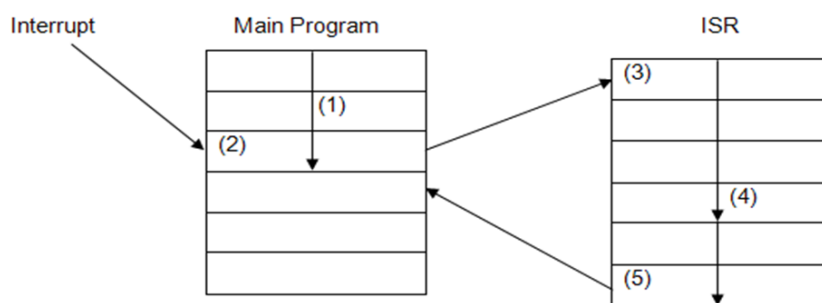 Interrupt
Main Program
ISR
(1)
(2)
(3)
(4)
(5)